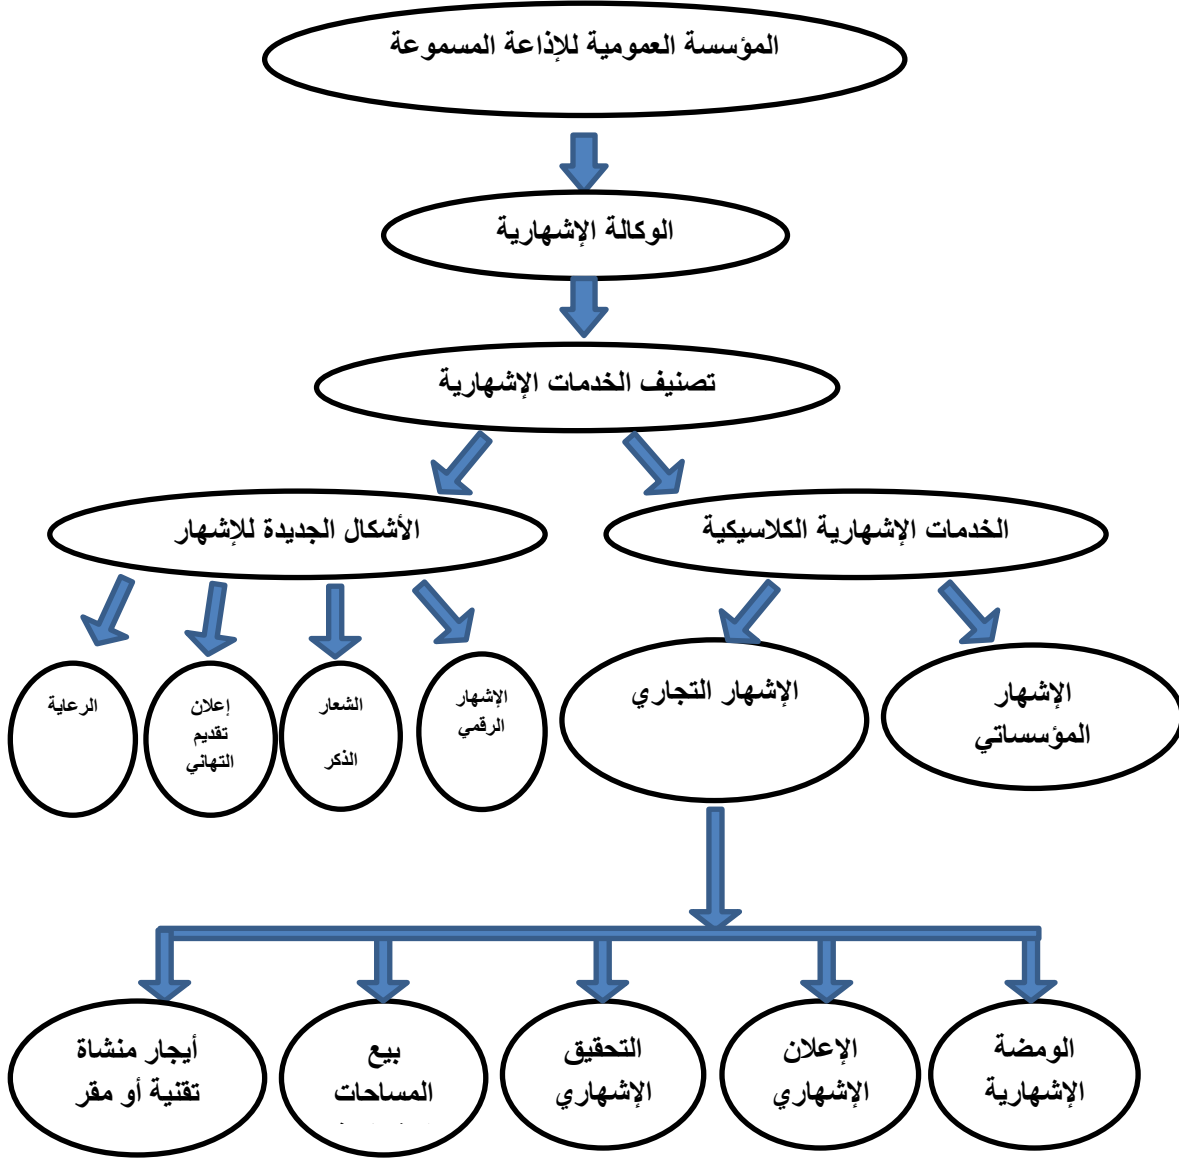 المؤسسة العمومية للإذاعة المسموعة
الوكالة الإشهارية
تصنيف الخدمات الإشهارية
الخدمات الإشهارية الكلاسيكية
الأشكال الجديدة للإشهار
الإشهار
المؤسساتي
الإشهار التجاري
الإشهار
الرقمي
الشعار
الذكر
إعلان
تقديم
التهاني
الرعاية
الومضة
الإشهارية
الإعلان
الإشهاري
التحقيق
الإشهاري
بيع
المساحات
أيجار منشاة
تقنية أو مقر